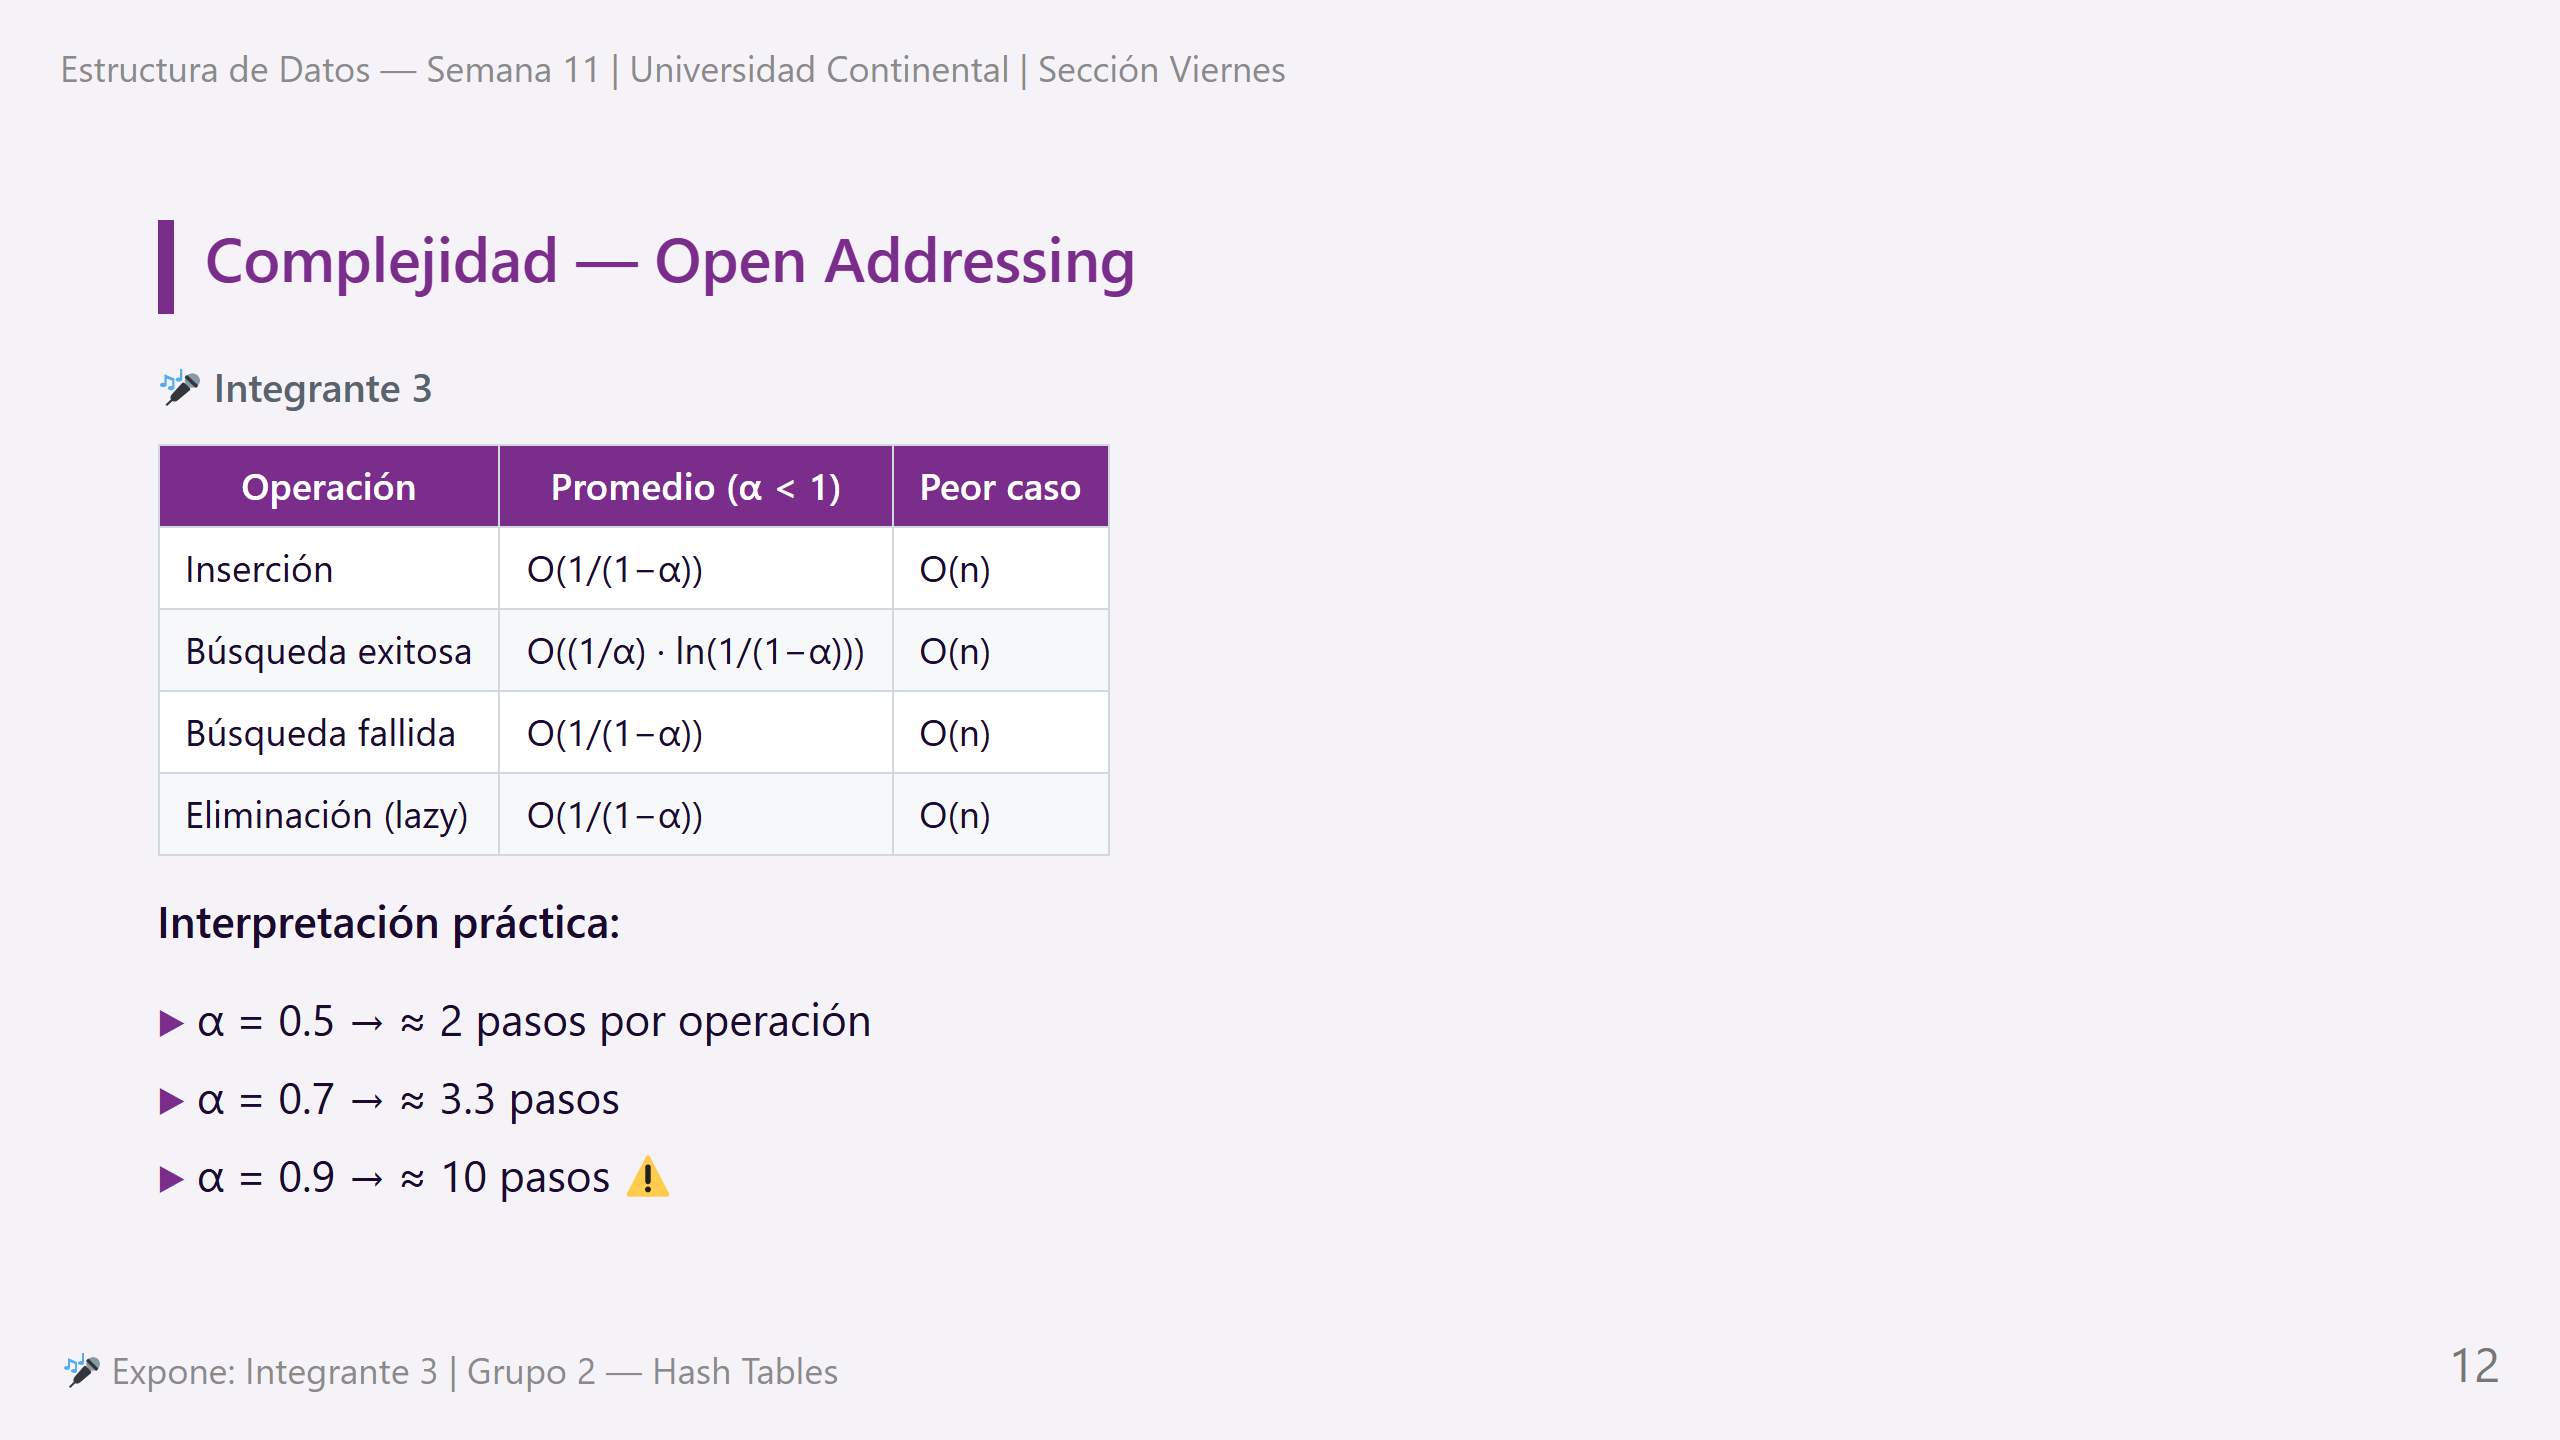 Estructura de Datos — Semana 11 | Universidad Continental | Sección Viernes
Complejidad — Open Addressing
🎤 Integrante 3
Operación Promedio (α < 1) Peor caso
Inserción O(1/(1−α)) O(n)
Búsqueda exitosa O((1/α) · ln(1/(1−α))) O(n)
Búsqueda fallida O(1/(1−α)) O(n)
Eliminación (lazy) O(1/(1−α)) O(n)
Interpretación práctica:
▶ α = 0.5 → ≈ 2 pasos por operación
▶ α = 0.7 → ≈ 3.3 pasos
▶ α = 0.9 → ≈ 10 pasos ⚠️
🎤 Expone: Integrante 3 | Grupo 2 — Hash Tables
12